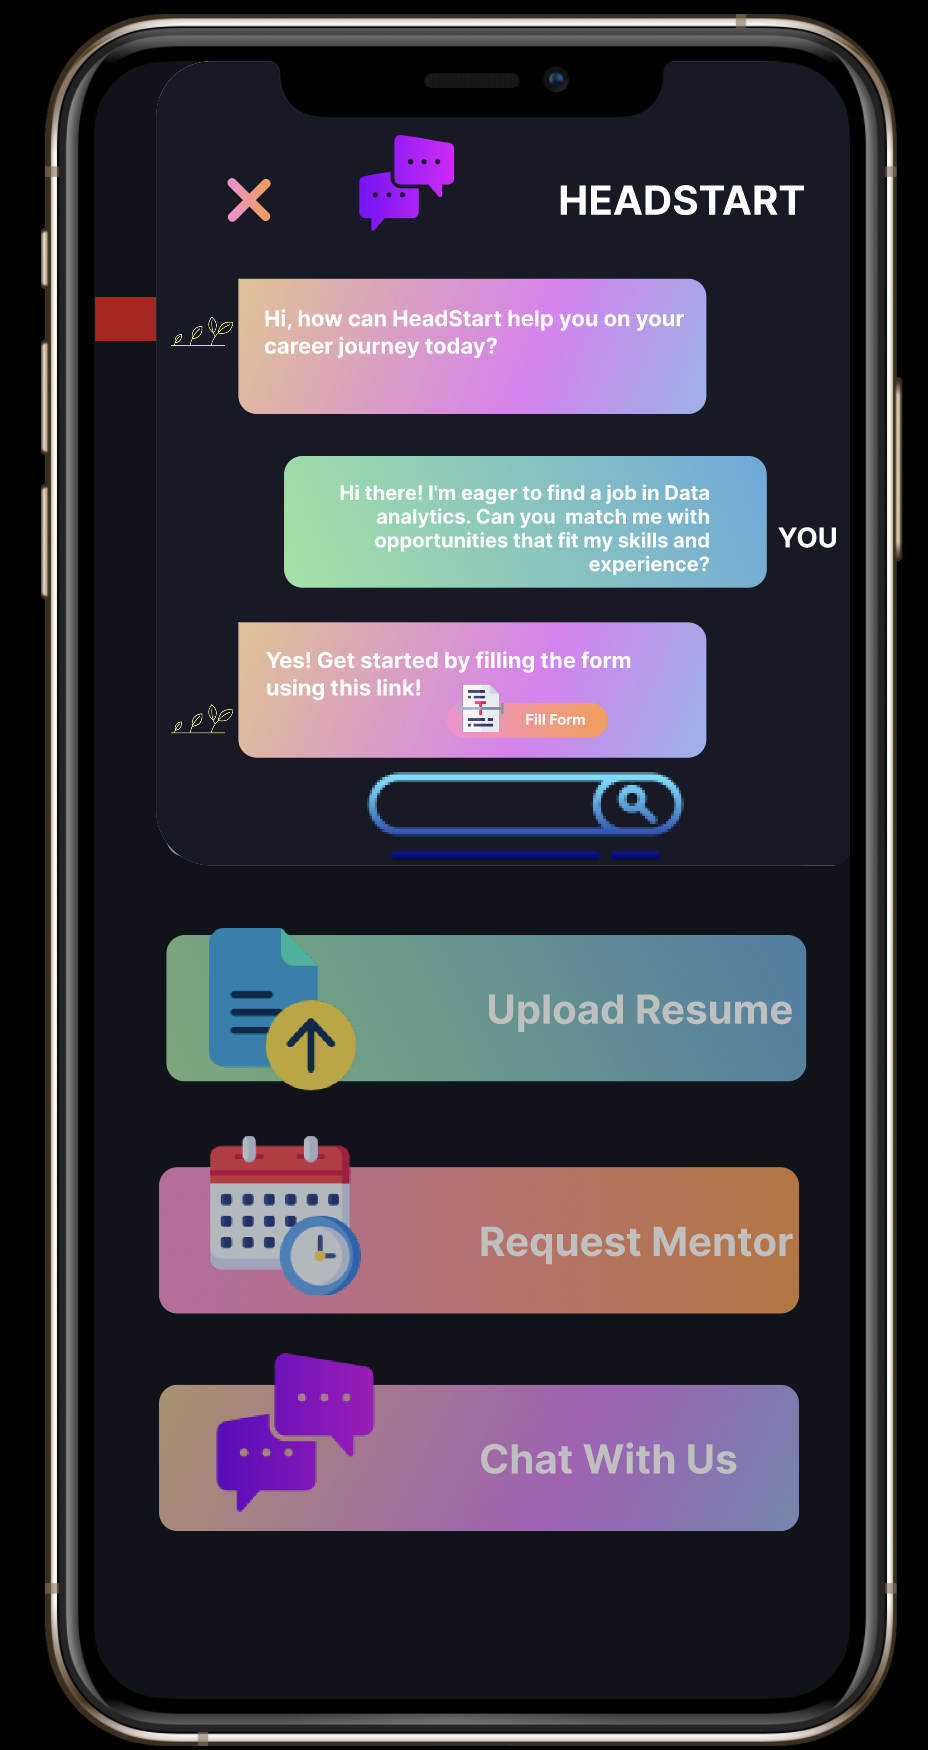 HEADSTART
Hi, how can HeadStart help you on your
career journey today?
Hi there! I'm eager to find a job in Data
analytics. Can you  match me with
opportunities that fit my skills and
experience?
YOU
Yes! Get started by filling the form
using this link!
Fill Form
Upload Resume
Request Mentor
Chat With Us